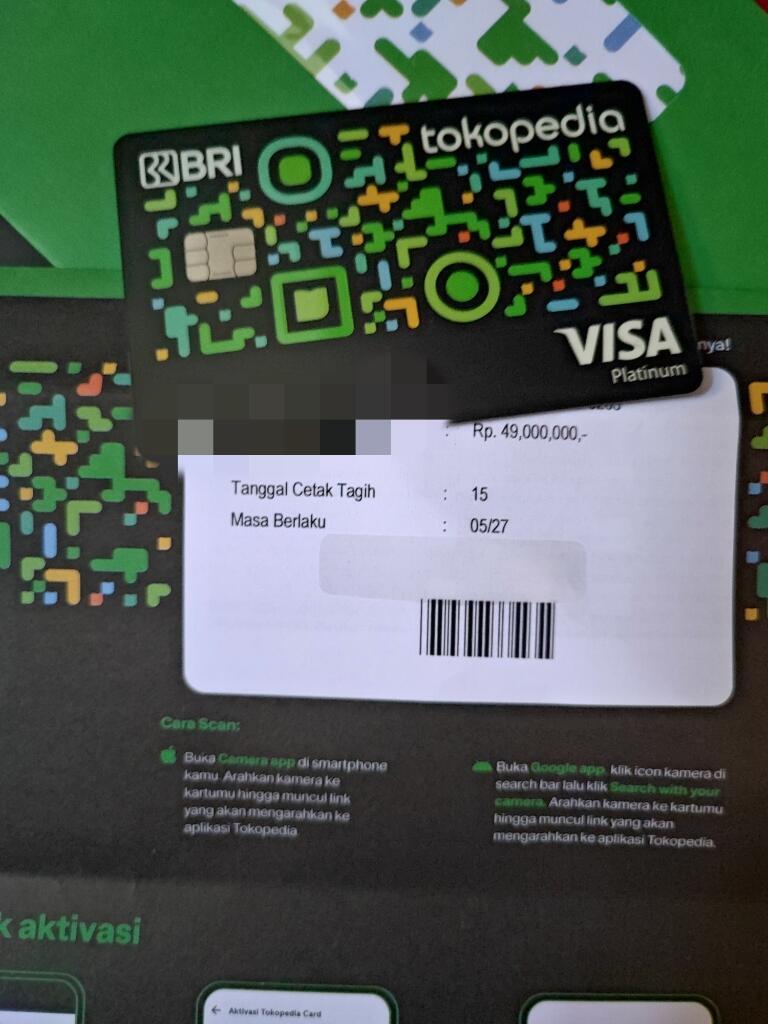 BRI
tokopedia
VISA
Platinum
nya!
: Rp. 49,000,000,-
Tanggal Cetak Tagih : 15
Masa Berlaku : 05/27
Cara Scan:
Buka Camera app di smartphone
kamu. Arahkan kamera ke
kartumu hingga muncul link
yang akan mengarahkan ke
aplikasi Tokopedia
Buka Google app, klik icon kamera di
search bar lalu klik Search with your
camera. Arahkan kamera ke kartumu
hingga muncul link yang akan
mengarahkan ke aplikasi Tokopedia.
k aktivasi
← Aktivasi Tokopedia Card